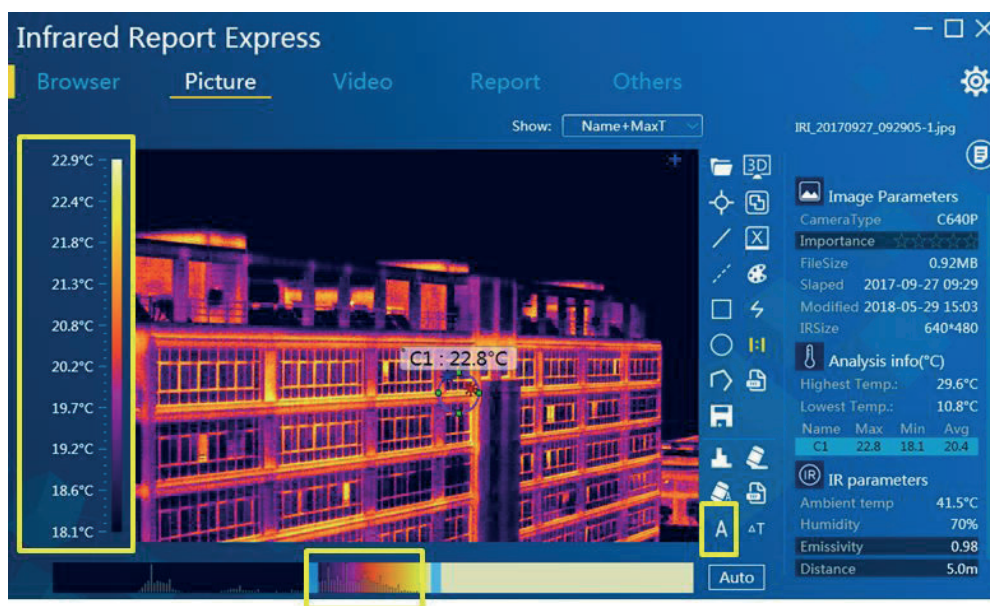 Infrared Report Express
Browser Picture Video Report Others
Show: Name+MaxT
IRI_20170927_092905-1.jpg
22.9°C
22.4°C
21.8°C
21.3°C
20.8°C
20.2°C
19.7°C
19.2°C
18.6°C
18.1°C
C1 : 22.8°C
3D
X
1:1
A
A ΔT
Auto
Image Parameters
CameraType C640P
Importance
FileSize 0.92MB
Slaped 2017-09-27 09:29
Modified 2018-05-29 15:03
IRSize 640*480
Analysis info(°C)
Highest Temp.: 29.6°C
Lowest Temp.: 10.8°C
Name Max Min Avg
C1 22.8 18.1 20.4
IR IR parameters
Ambient temp 41.5°C
Humidity 70%
Emissivity 0.98
Distance 5.0m